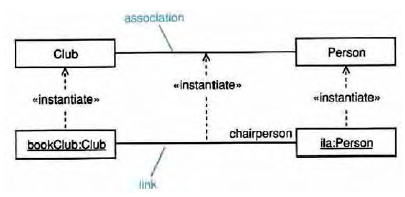 association
Club
Person
«instantiate»
«instantiate»
«instantiate»
chairperson
bookClub:Club
ila:Person
link